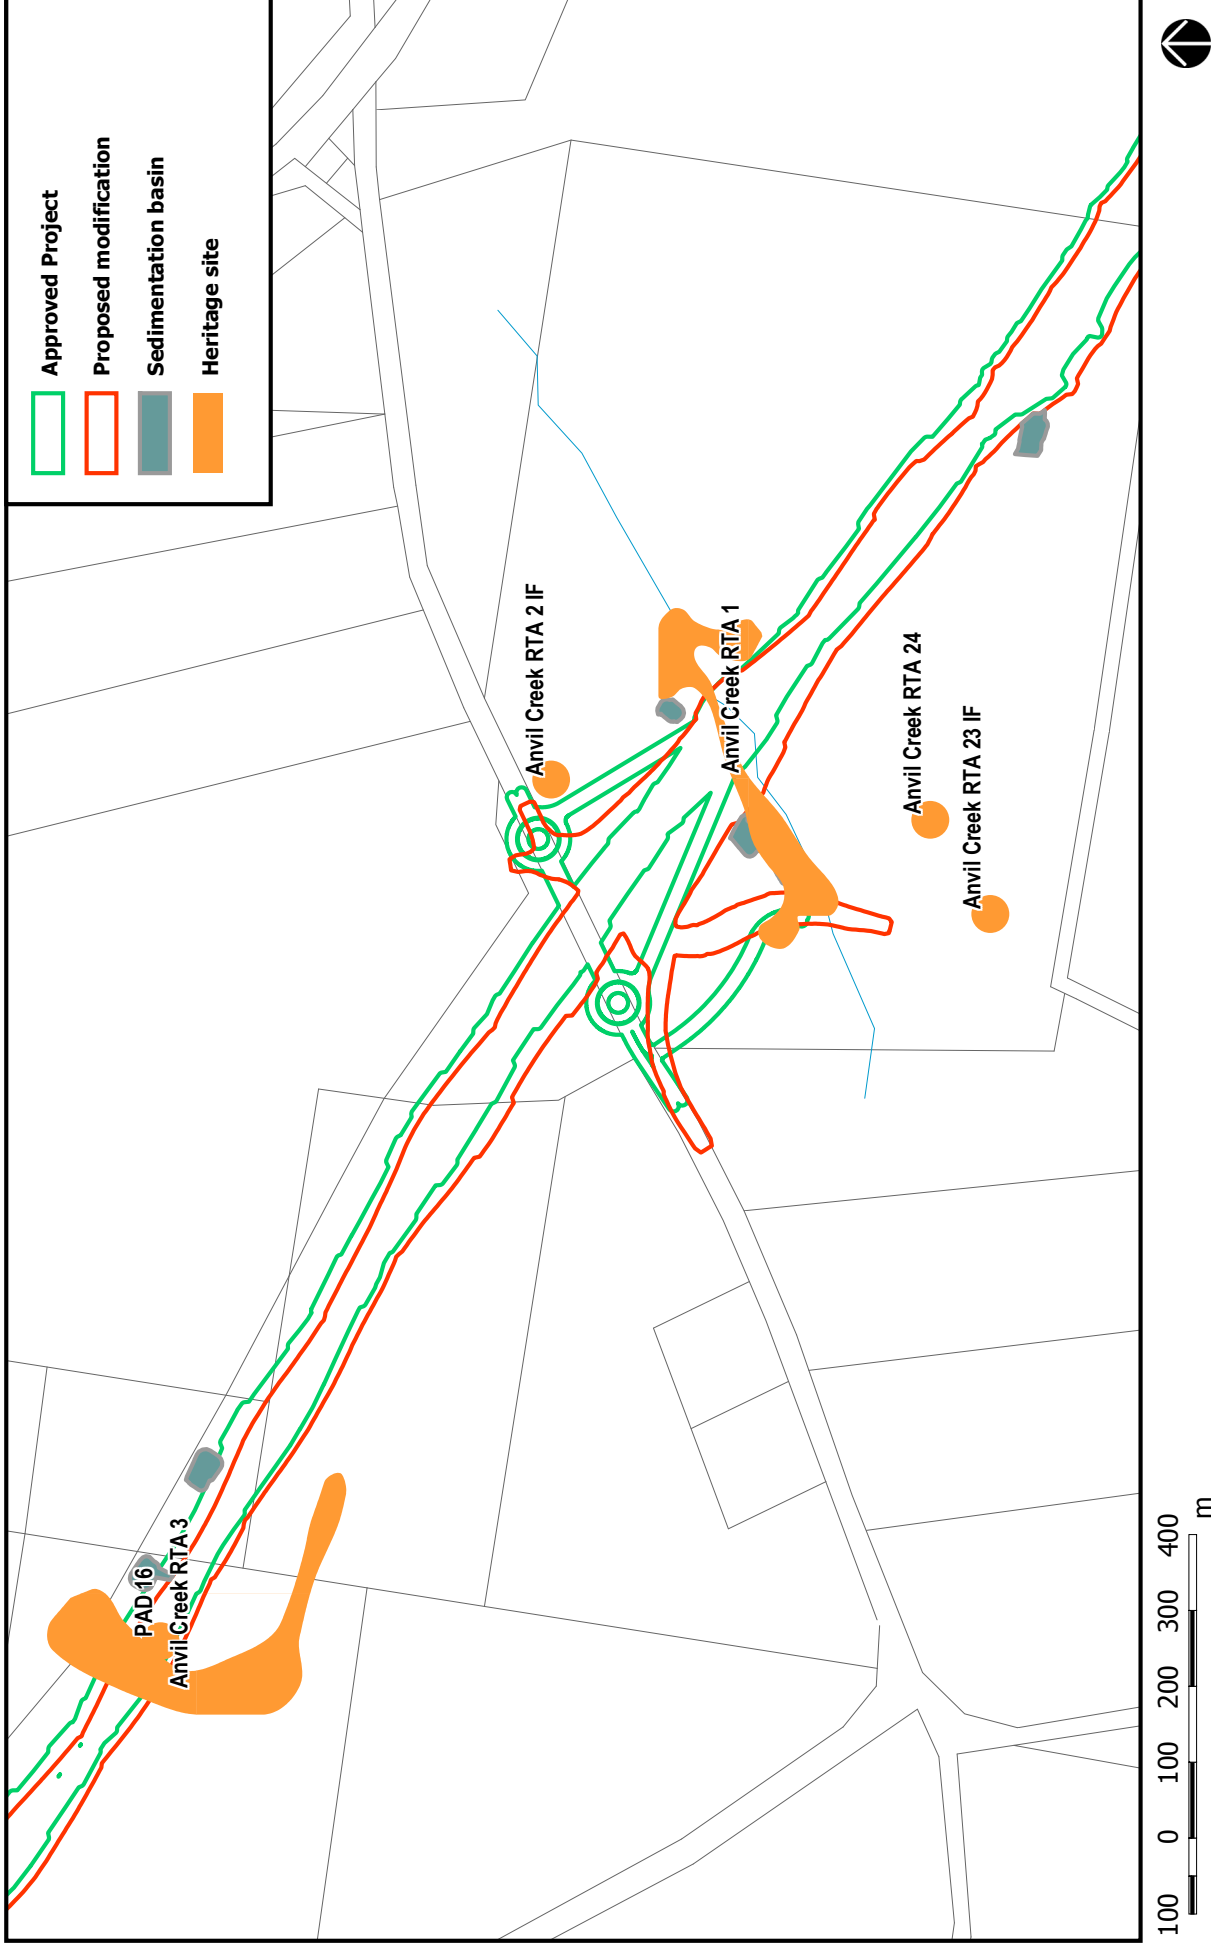 Approved Project
Proposed modification
Sedimentation basin
Heritage site
PAD 16
Anvil Creek RTA 3
Anvil Creek RTA 2 IF
Anvil Creek RTA 1
Anvil Creek RTA 24
Anvil Creek RTA 23 IF
100 0 100 200 300 400
m